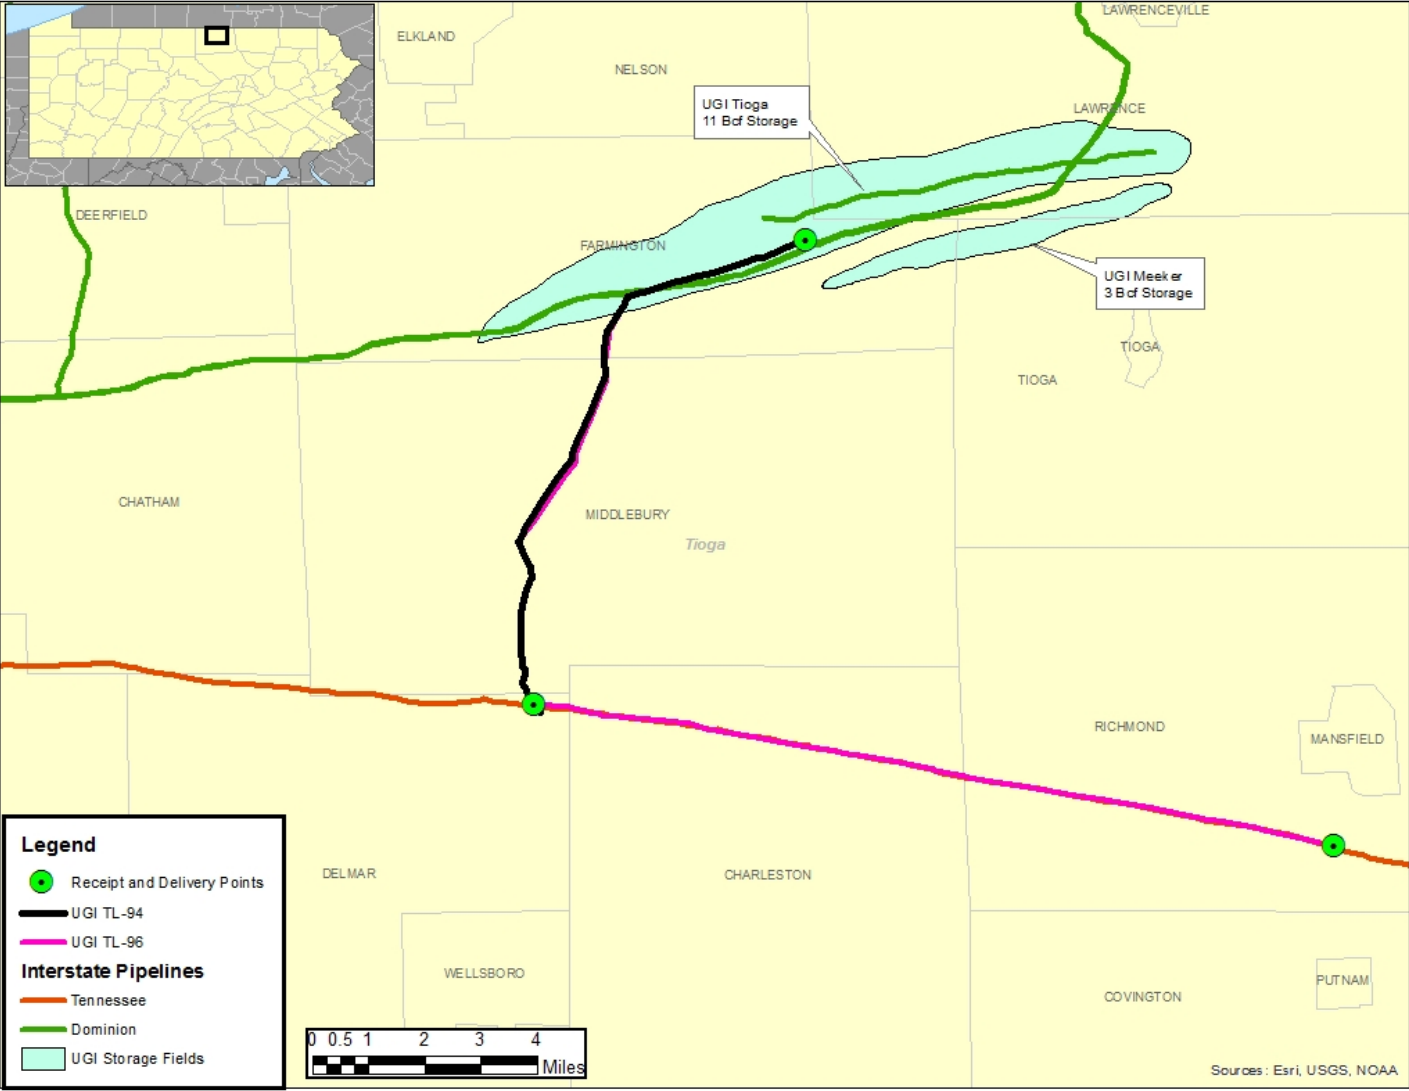 LAWRENCEVILLE
ELKLAND
NELSON
UGI Tioga
11 Bcf Storage
LAWRENCE
DEERFIELD
FARMINGTON
UGI Meeker
3 Bcf Storage
TIOGA
TIOGA
CHATHAM
MIDDLEBURY
Tioga
RICHMOND
MANSFIELD
Legend
Receipt and Delivery Points
UGI TL-94
UGI TL-96
Interstate Pipelines
Tennessee
Dominion
UGI Storage Fields
DELMAR
CHARLESTON
WELLSBORO
PUTNAM
COVINGTON
0 0.5 1 2 3 4
Miles
Sources: Esri, USGS, NOAA